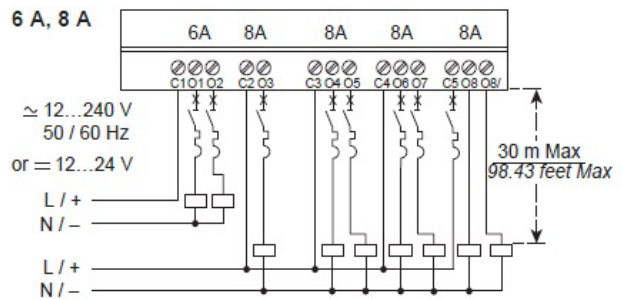 6 A, 8 A
6A 8A 8A 8A 8A
C1 O1 O2 C2 O3 C3 O4 O5 C4 O6 O7 C5 O8 O8/
≃ 12...240 V
50 / 60 Hz
or ⎓ 12...24 V
30 m Max
98.43 feet Max
L / +
N / –
L / +
N / –